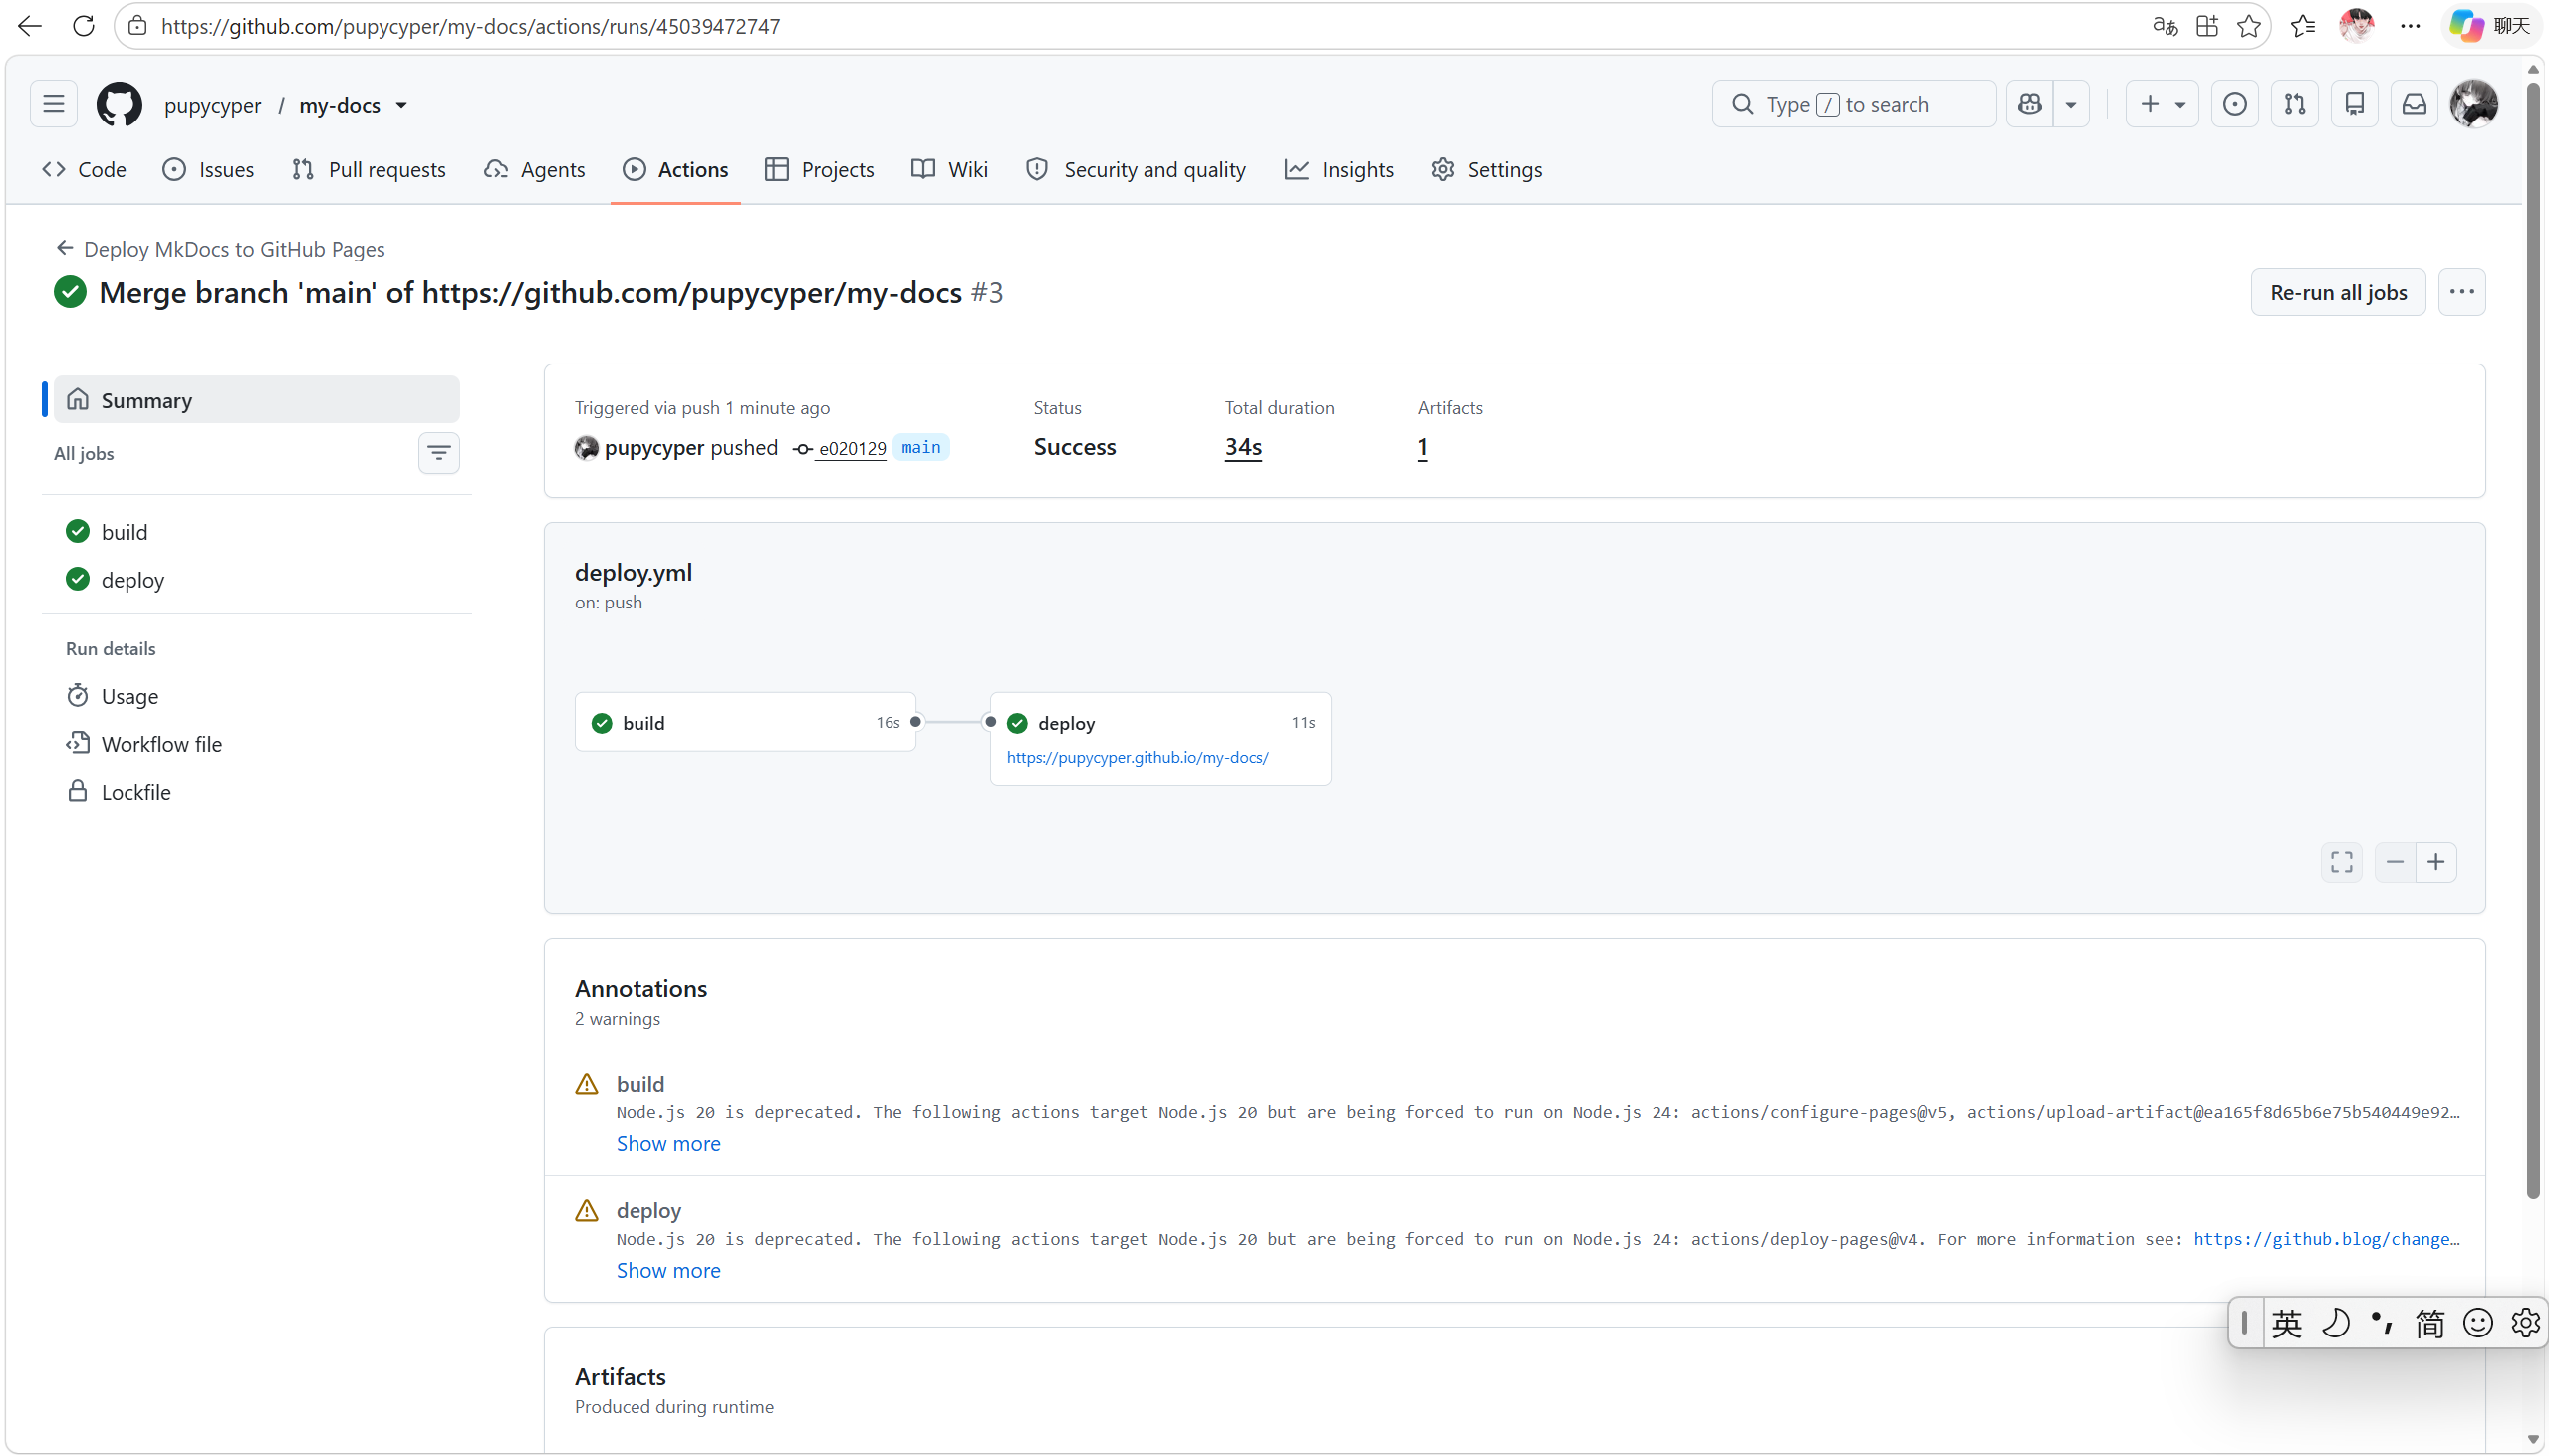 https://github.com/pupycyper/my-docs/actions/runs/45039472747
聊天
pupycyper / my-docs
Type / to search
Code Issues Pull requests Agents Actions Projects Wiki Security and quality Insights Settings
Deploy MkDocs to GitHub Pages
Merge branch 'main' of https://github.com/pupycyper/my-docs #3
Re-run all jobs
Summary
All jobs
build
deploy
Run details
Usage
Workflow file
Lockfile
Triggered via push 1 minute ago
pupycyper pushed e020129 main
Status
Success
Total duration
34s
Artifacts
1
deploy.yml
on: push
build 16s
deploy 11s
https://pupycyper.github.io/my-docs/
Annotations
2 warnings
build
Node.js 20 is deprecated. The following actions target Node.js 20 but are being forced to run on Node.js 24: actions/configure-pages@v5, actions/upload-artifact@ea165f8d65b6e75b540449e92…
Show more
deploy
Node.js 20 is deprecated. The following actions target Node.js 20 but are being forced to run on Node.js 24: actions/deploy-pages@v4. For more information see: https://github.blog/change…
Show more
英 简
Artifacts
Produced during runtime